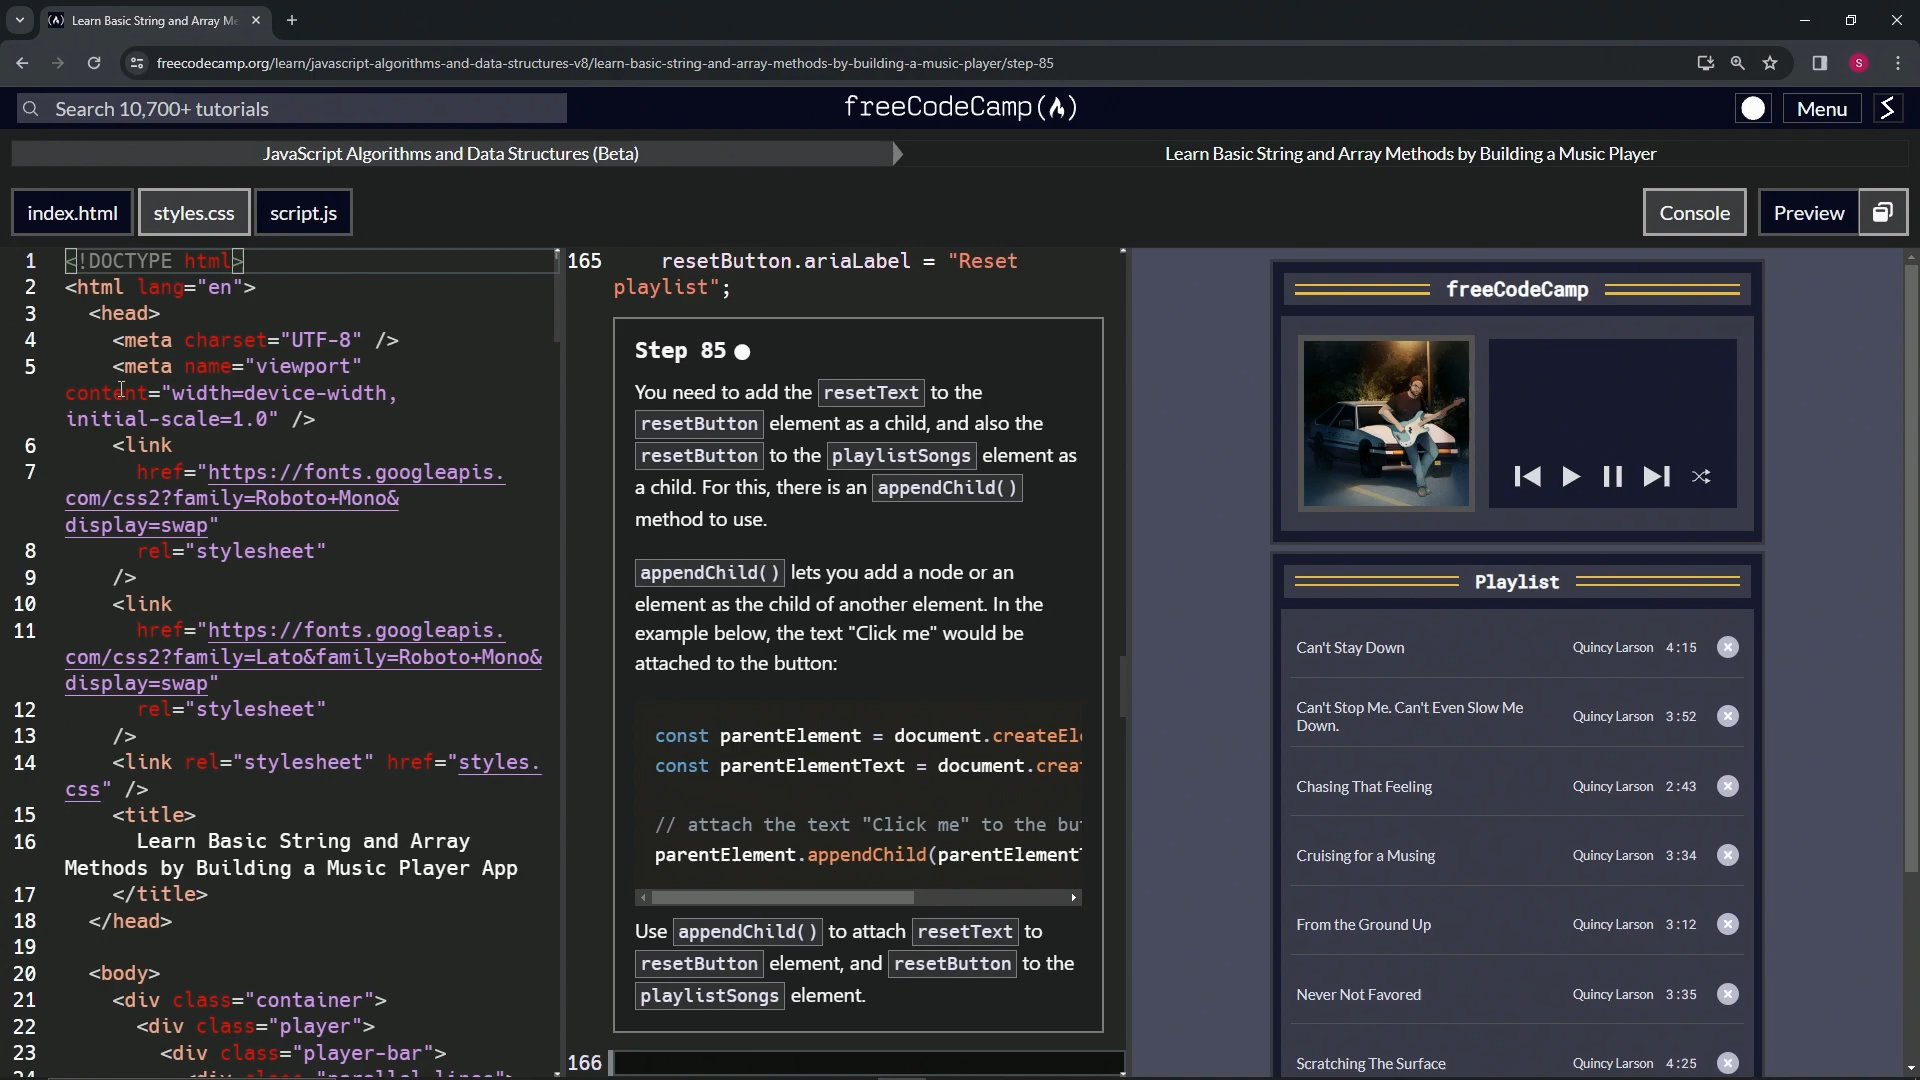 Learn Basic String and Array Me
freecodecamp.org/learn/javascript-algorithms-and-data-structures-v8/learn-basic-string-and-array-methods-by-building-a-music-player/step-85
S
Search 10,700+ tutorials
freeCodeCamp
Menu
JavaScript Algorithms and Data Structures (Beta)
Learn Basic String and Array Methods by Building a Music Player
index.html
styles.css
script.js
Console
Preview
1 <!DOCTYPE html>
2 <html lang="en">
3 <head>
4 <meta charset="UTF-8" />
5 <meta name="viewport"
content="width=device-width,
initial-scale=1.0" />
6 <link
7 href="https://fonts.googleapis.
com/css2?family=Roboto+Mono&
display=swap"
8 rel="stylesheet"
9 />
10 <link
11 href="https://fonts.googleapis.
com/css2?family=Lato&family=Roboto+Mono&
display=swap"
12 rel="stylesheet"
13 />
14 <link rel="stylesheet" href="styles.
css" />
15 <title>
16 Learn Basic String and Array
Methods by Building a Music Player App
17 </title>
18 </head>
19
20 <body>
21 <div class="container">
22 <div class="player">
23 <div class="player-bar">
24 <div class="parallel-lines">
165 resetButton.ariaLabel = "Reset
playlist";
Step 85
You need to add the resetText to the
resetButton element as a child, and also the
resetButton to the playlistSongs element as
a child. For this, there is an appendChild()
method to use.
appendChild() lets you add a node or an
element as the child of another element. In the
example below, the text "Click me" would be
attached to the button:
const parentElement = document.createEle
const parentElementText = document.creat
// attach the text "Click me" to the but
parentElement.appendChild(parentElementT
Use appendChild() to attach resetText to
resetButton element, and resetButton to the
playlistSongs element.
166
freeCodeCamp
Playlist
Can't Stay Down Quincy Larson 4:15
Can't Stop Me. Can't Even Slow Me
Down. Quincy Larson 3:52
Chasing That Feeling Quincy Larson 2:43
Cruising for a Musing Quincy Larson 3:34
From the Ground Up Quincy Larson 3:12
Never Not Favored Quincy Larson 3:35
Scratching The Surface Quincy Larson 4:25